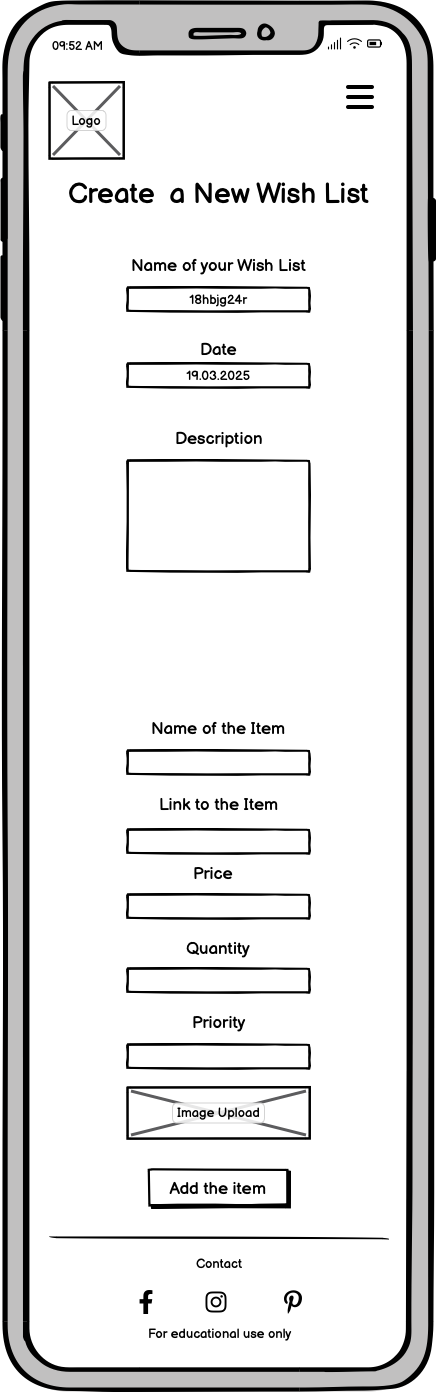 09:52 AM
Logo
Create a New Wish List
Name of your Wish List
18hbjg24r
Date
19.03.2025
Description
Name of the Item
Link to the Item
Price
Quantity
Priority
Image Upload
Add the item
Contact
For educational use only